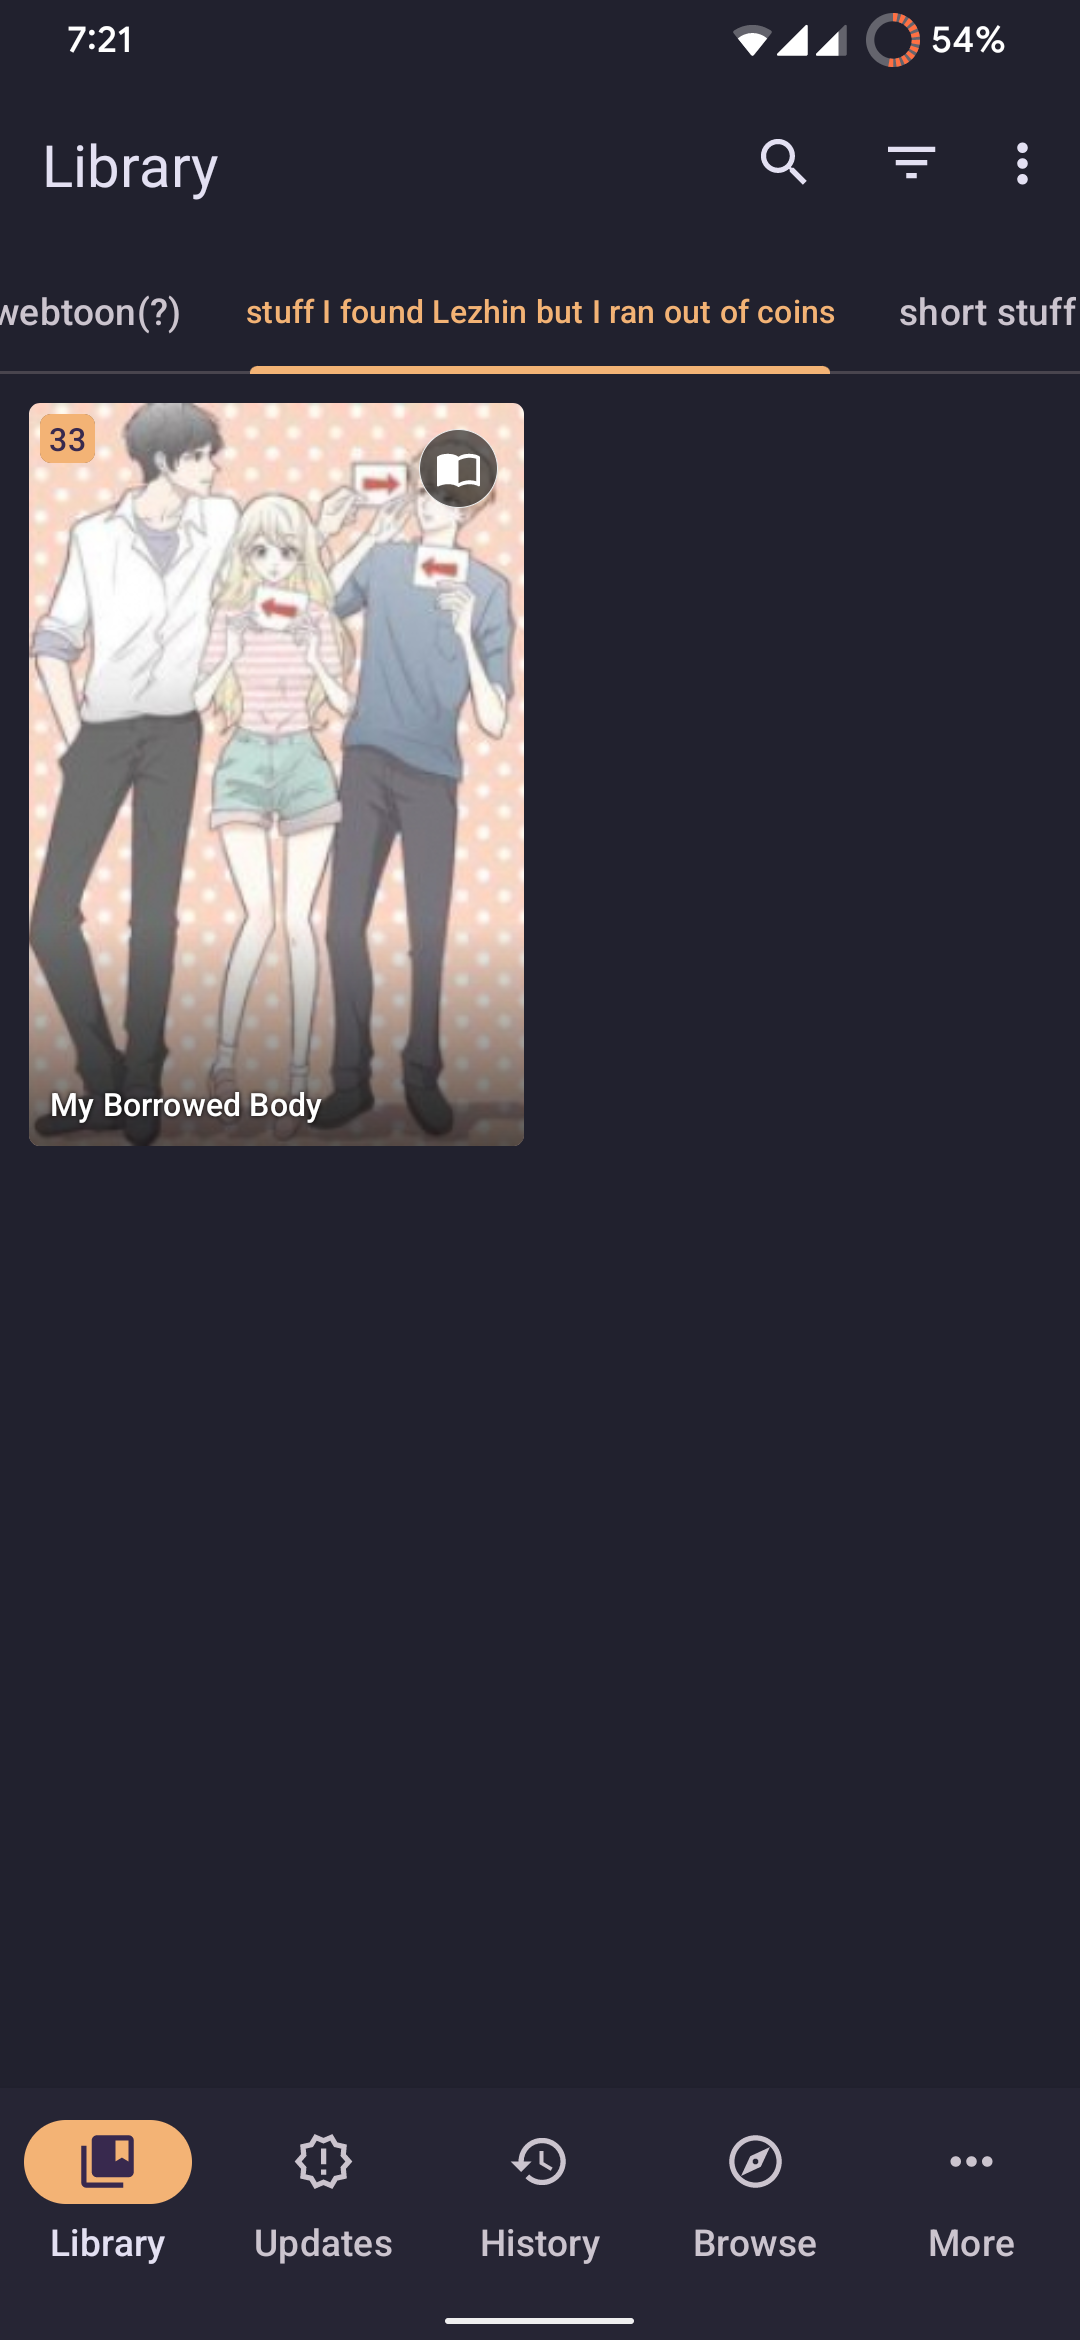 7:21
54%
Library
webtoon(?)
stuff I found Lezhin but I ran out of coins
short stuff
33
My Borrowed Body
Library
Updates
History
Browse
More